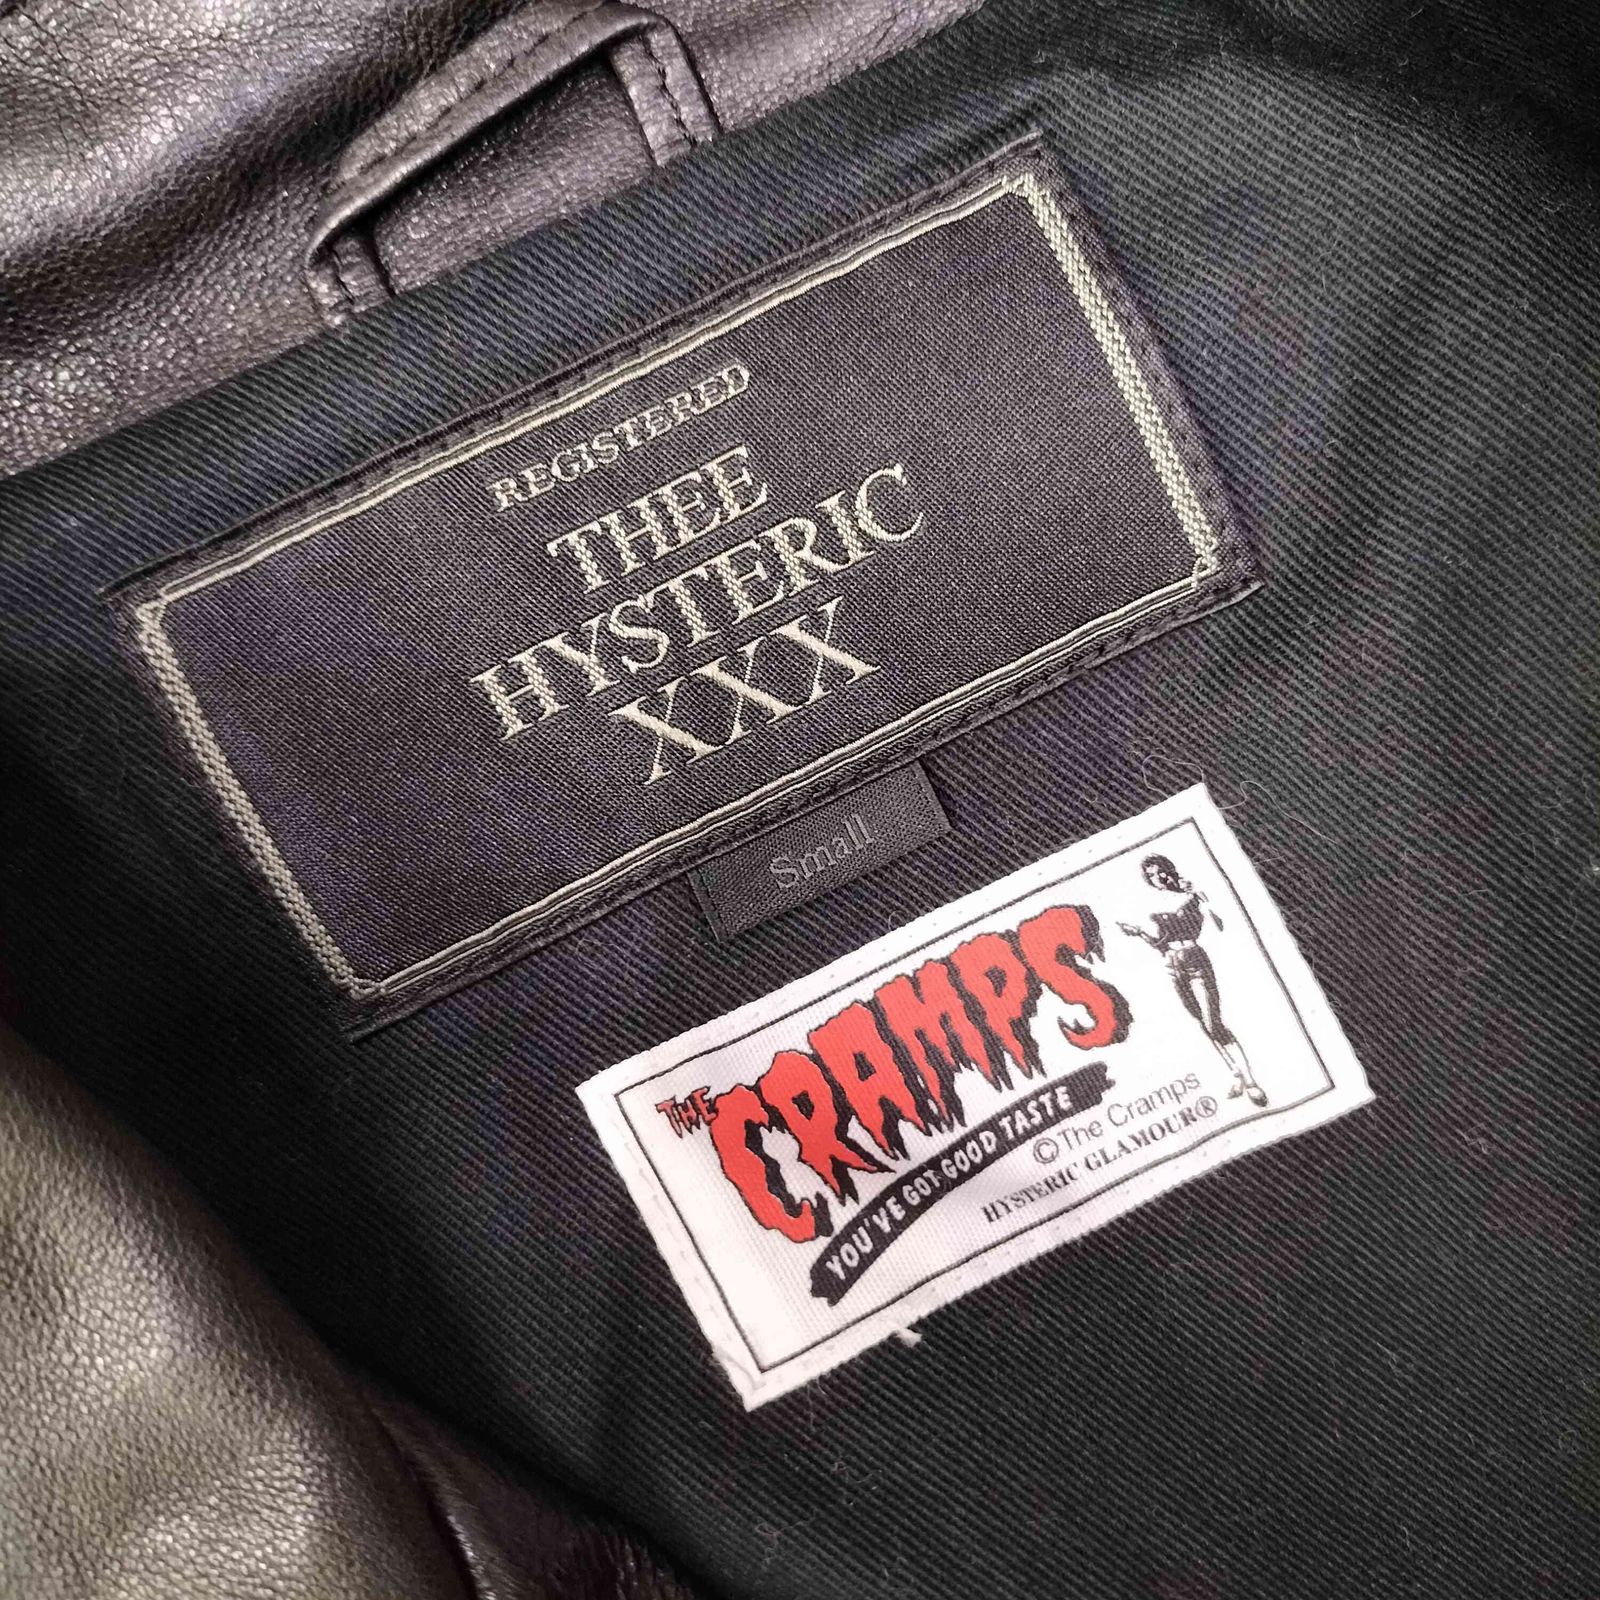 REGISTERED
THEE
HYSTERIC
XXX
Small
THE CRAMPS
YOU'VE GOT GOOD TASTE
©The Cramps
HYSTERIC GLAMOUR®